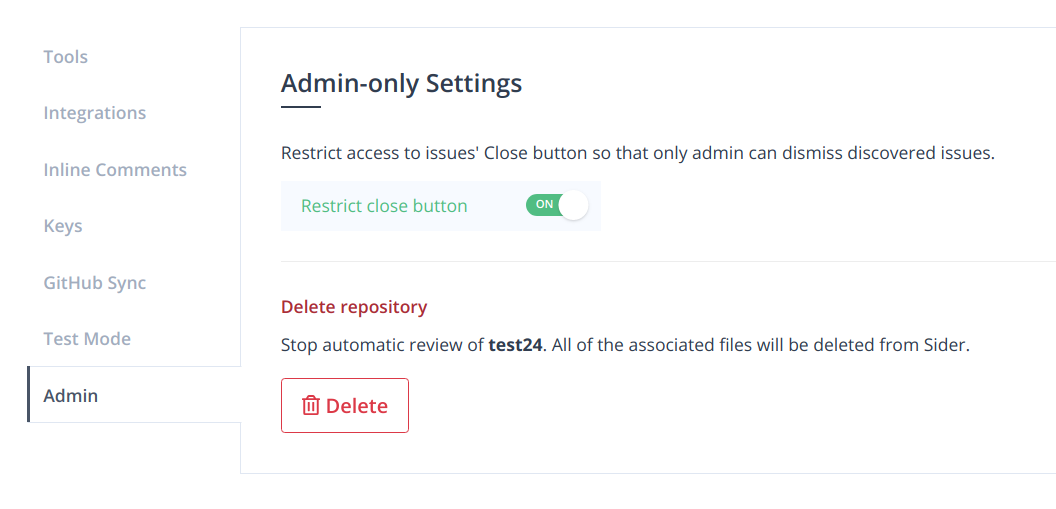 Tools
Integrations
Inline Comments
Keys
GitHub Sync
Test Mode
Admin
Admin-only Settings
Restrict access to issues' Close button so that only admin can dismiss discovered issues.
Restrict close button ON
Delete repository
Stop automatic review of test24. All of the associated files will be deleted from Sider.
Delete